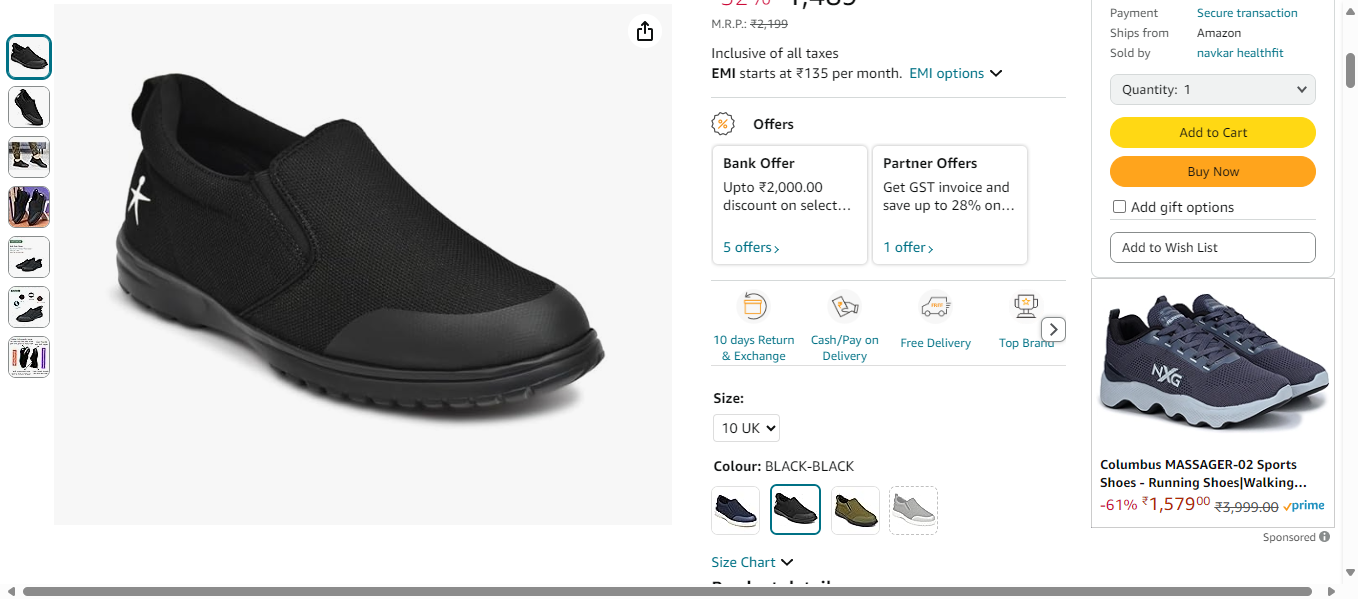 M.R.P.: ₹2,199
Inclusive of all taxes
EMI starts at ₹135 per month. EMI options
Offers
Bank Offer
Upto ₹2,000.00
discount on select...
5 offers
Partner Offers
Get GST invoice and
save up to 28% on...
1 offer
10 days Return
& Exchange
Cash/Pay on
Delivery
FREE
Free Delivery
Top Brand
Size:
10 UK
Colour: BLACK-BLACK
Size Chart
Payment Secure transaction
Ships from Amazon
Sold by navkar healthfit
Quantity: 1
Add to Cart
Buy Now
Add gift options
Add to Wish List
NXG
Columbus MASSAGER-02 Sports
Shoes - Running Shoes|Walking...
-61% ₹1,579⁰⁰ ₹3,999.00 prime
Sponsored